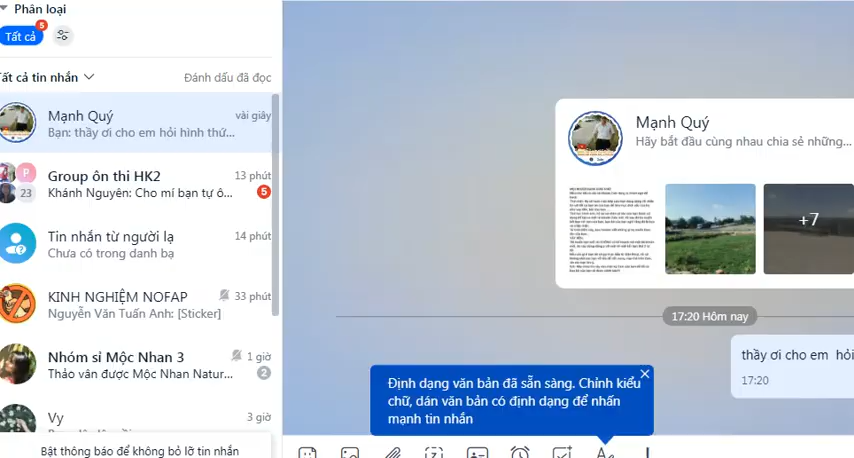 Phân loại
5
Tất cả
Tất cả tin nhắn
Đánh dấu đã đọc
Mạnh Quý
vài giây
Bạn: thầy ơi cho em hỏi hình thứ...
P
23
Group ôn thi HK2
13 phút
Khánh Nguyên: Cho mí bạn tự ô...
5
Tin nhắn từ người lạ
14 phút
Chưa có trong danh bạ
KINH NGHIỆM NOFAP
33 phút
Nguyễn Văn Tuấn Anh: [Sticker]
Nhóm sỉ Mộc Nhan 3
1 giờ
Thảo vân được Mộc Nhan Natur...
2
Vy
3 giờ
Bật thông báo để không bỏ lỡ tin nhắn
Mạnh Quý
Hãy bắt đầu cùng nhau chia sẻ những...
+7
17:20 Hôm nay
thầy ơi cho em hỏi
17:20
Định dạng văn bản đã sẵn sàng. Chỉnh kiểu
chữ, dán văn bản có định dạng để nhấn
mạnh tin nhắn